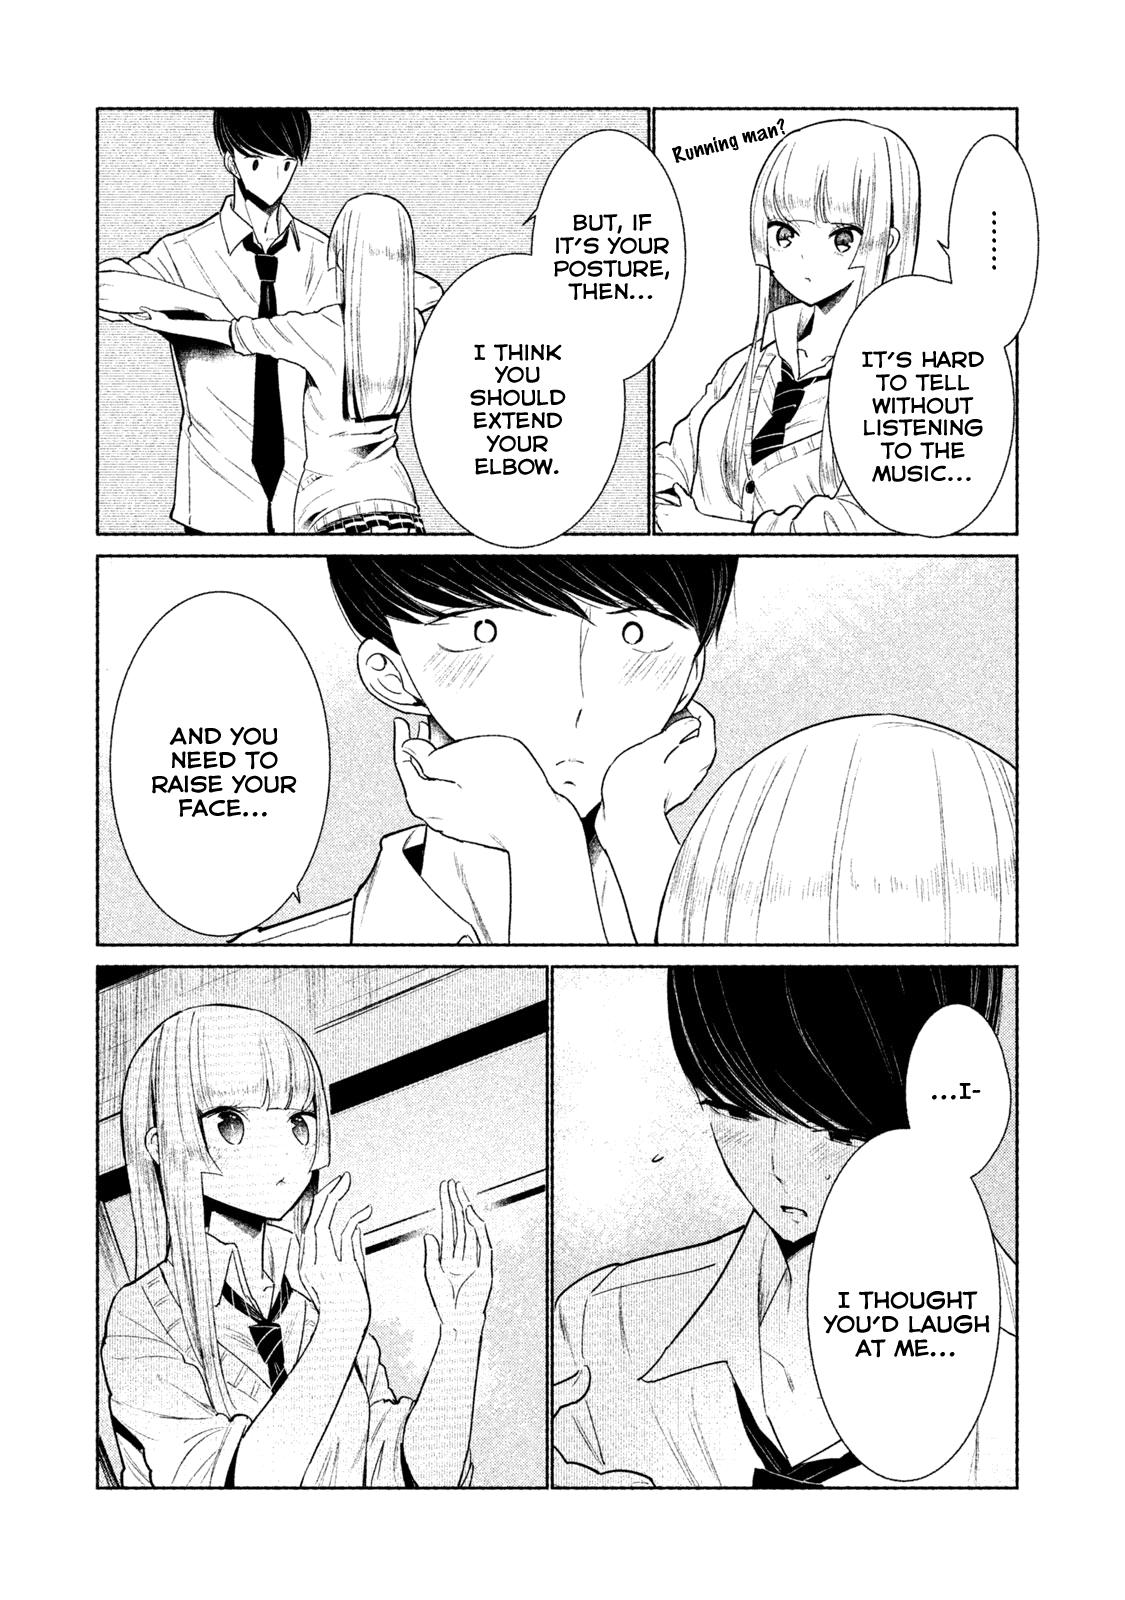 Running man?
.......
IT'S HARD
TO TELL
WITHOUT
LISTENING
TO THE
MUSIC...
BUT, IF
IT'S YOUR
POSTURE,
THEN...
I THINK
YOU
SHOULD
EXTEND
YOUR
ELBOW.
AND YOU
NEED TO
RAISE YOUR
FACE...
...I-
I THOUGHT
YOU'D LAUGH
AT ME...